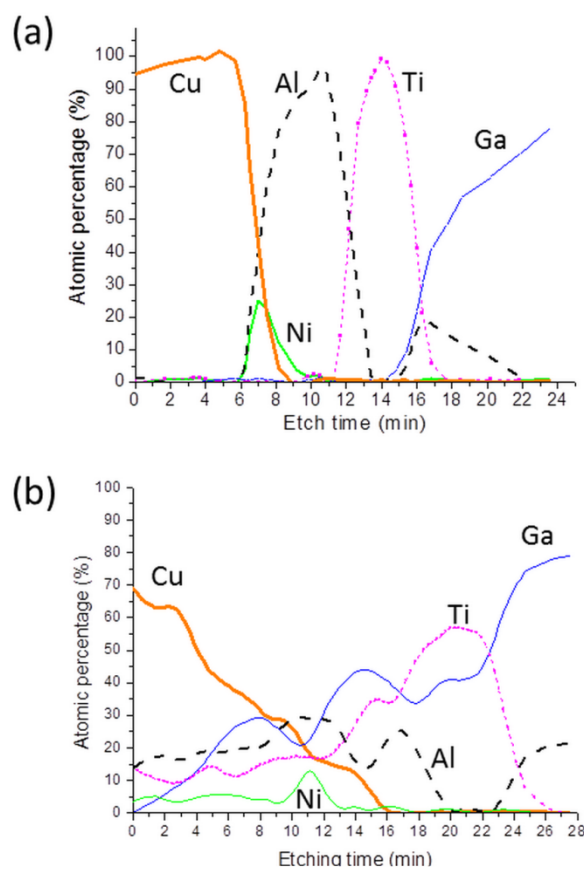 (a)
Atomic percentage (%)
100
90
80
70
60
50
40
30
20
10
0
Cu
Al
Ti
Ga
Ni
0 2 4 6 8 10 12 14 16 18 20 22 24
Etch time (min)
(b)
Atomic percentage (%)
100
90
80
70
60
50
40
30
20
10
0
Cu
Ga
Ti
Al
Ni
0 2 4 6 8 10 12 14 16 18 20 22 24 26 28
Etching time (min)